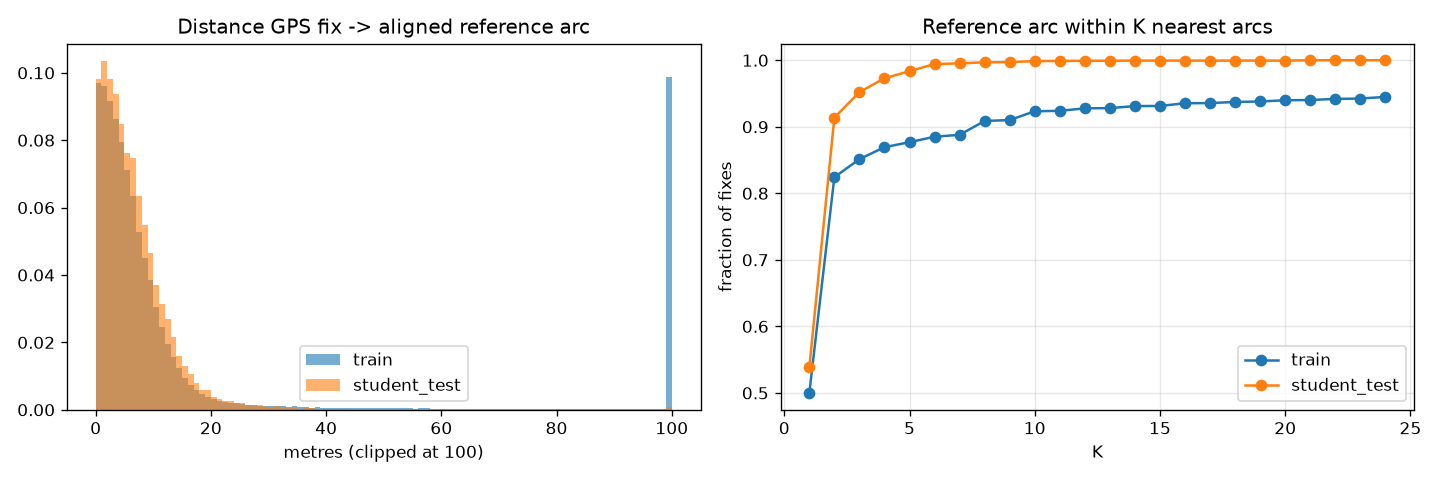 Distance GPS fix -> aligned reference arc
0.10
0.08
0.06
0.04
0.02
0.00
train
student_test
0 20 40 60 80 100
metres (clipped at 100)
Reference arc within K nearest arcs
fraction of fixes
1.0
0.9
0.8
0.7
0.6
0.5
train
student_test
0 5 10 15 20 25
K